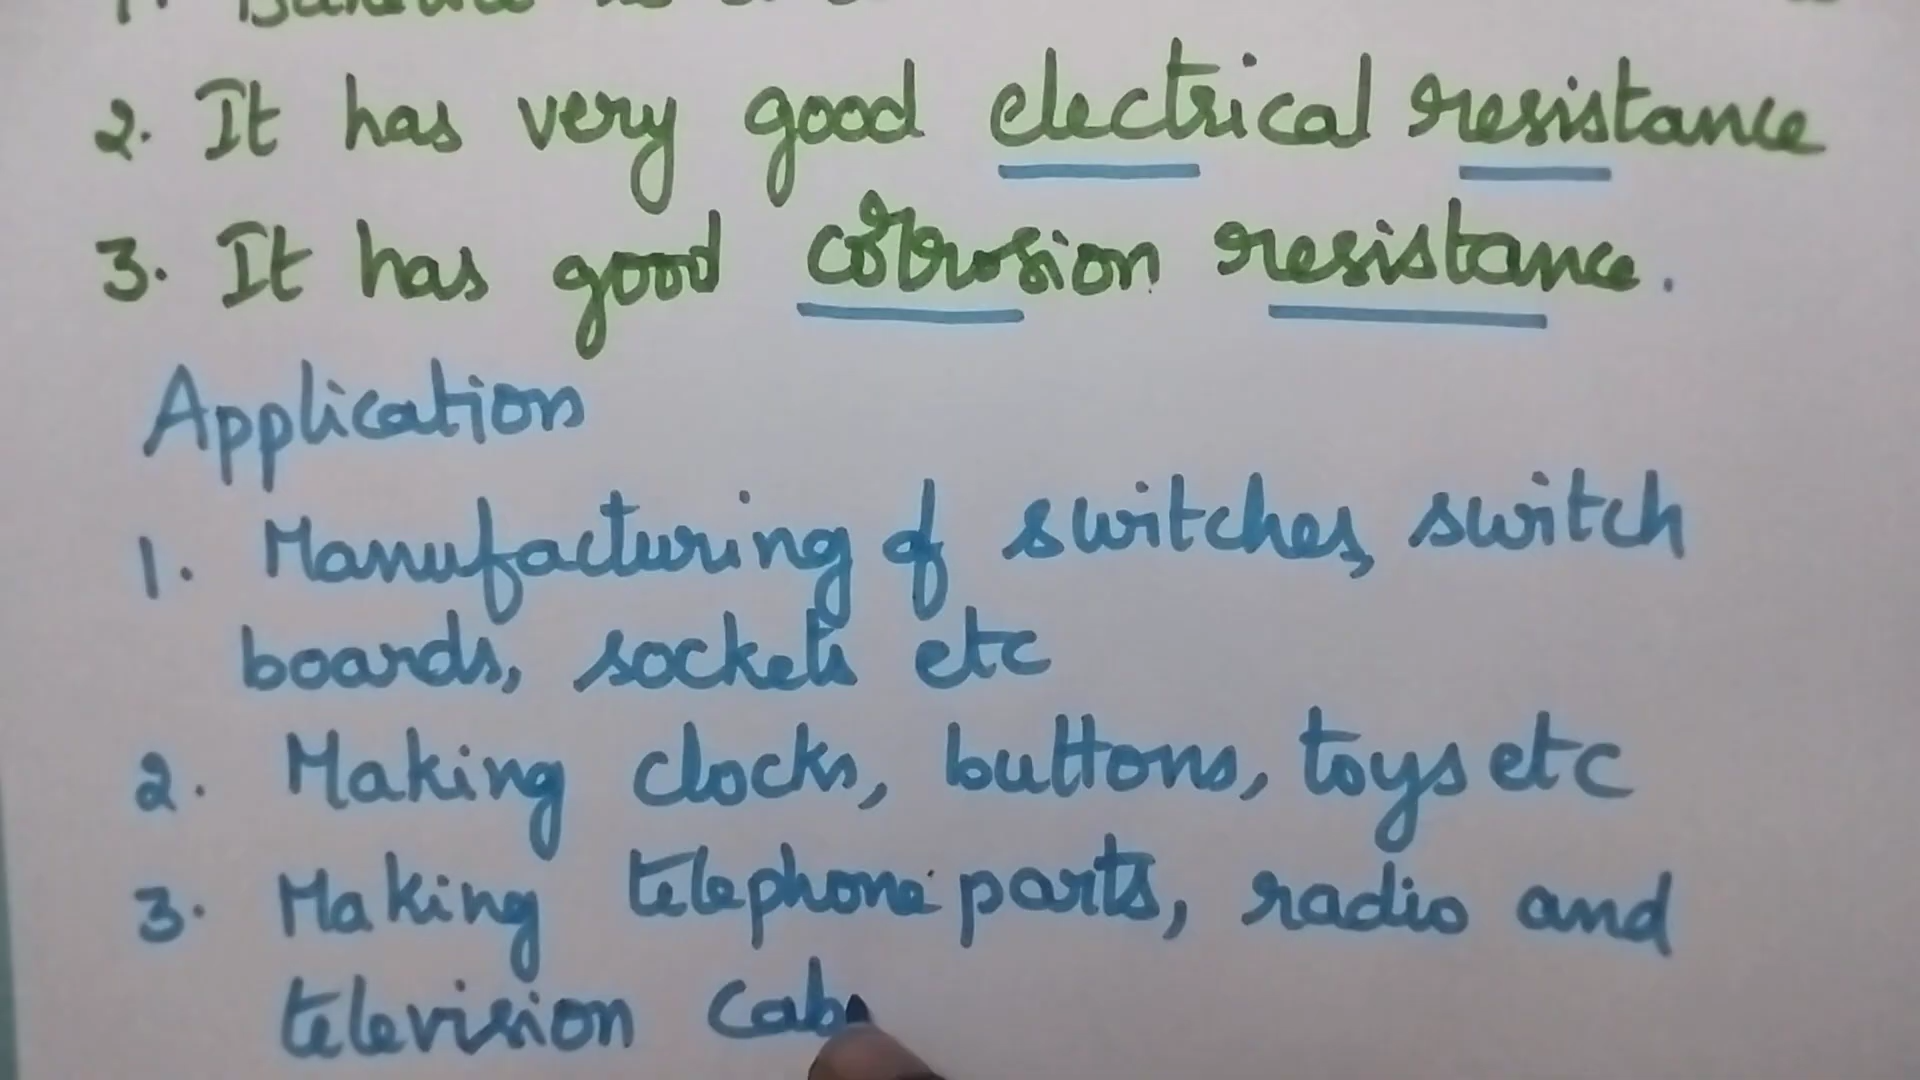 2. It has very good electrical resistance
3. It has good corrosion resistance.
Application
1. Manufacturing of switches, switch
boards, sockets etc
2. Making clocks, buttons, toys etc
3. Making telephone parts, radio and
television cab